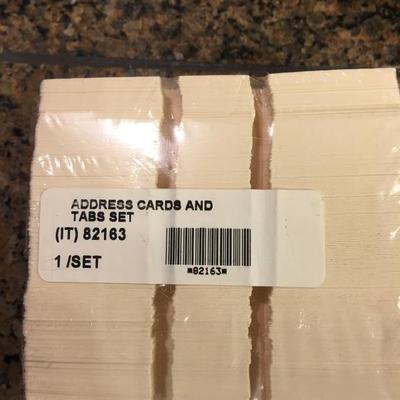 ADDRESS CARDS AND
TABS SET
(IT) 82163
1 /SET
*82163*